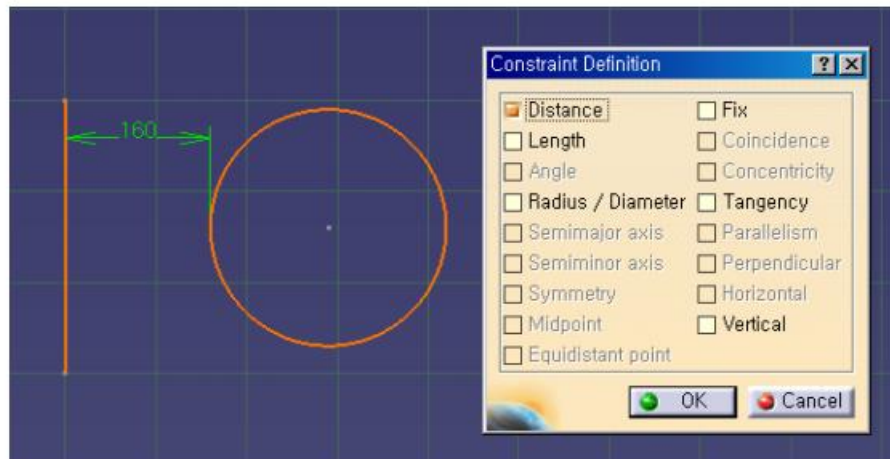 160
Constraint Definition
Distance
Fix
Length
Coincidence
Angle
Concentricity
Radius / Diameter
Tangency
Semimajor axis
Parallelism
Semiminor axis
Perpendicular
Symmetry
Horizontal
Midpoint
Vertical
Equidistant point
OK
Cancel